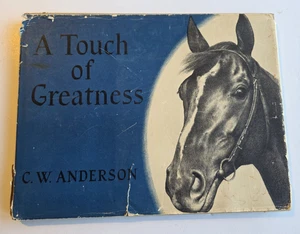 A Touch
of
Greatness
C. W. ANDERSON